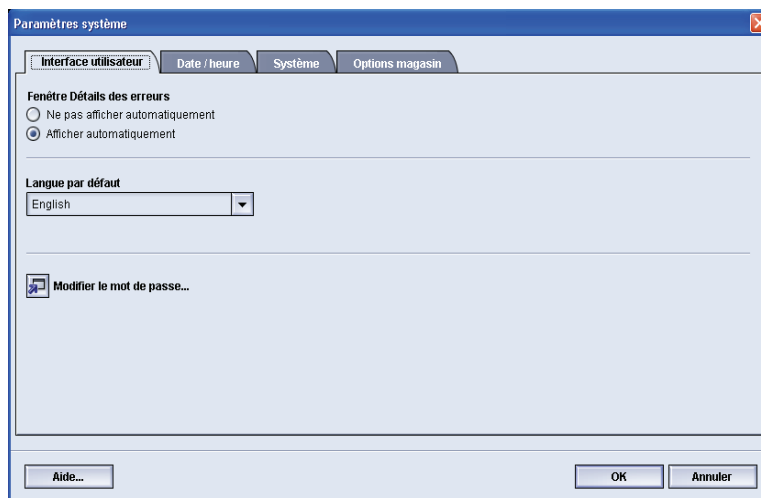 Paramètres système
Interface utilisateur
Date / heure
Système
Options magasin
Fenêtre Détails des erreurs
Ne pas afficher automatiquement
Afficher automatiquement
Langue par défaut
English
Modifier le mot de passe...
Aide...
OK
Annuler